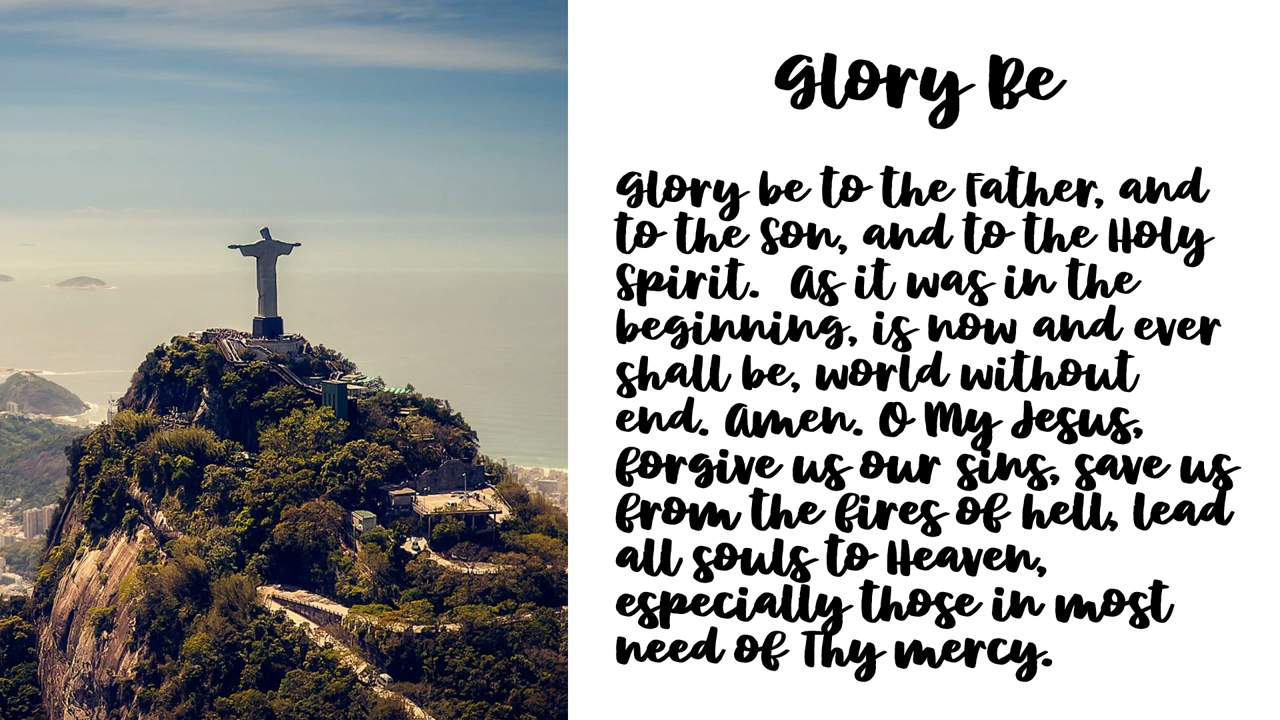 Glory Be
Glory be to the Father, and
to the Son, and to the Holy
Spirit.  As it was in the
beginning, is now and ever
shall be, world without
end. Amen. O My Jesus,
forgive us our sins, save us
from the fires of hell, lead
all souls to Heaven,
especially those in most
need of Thy mercy.